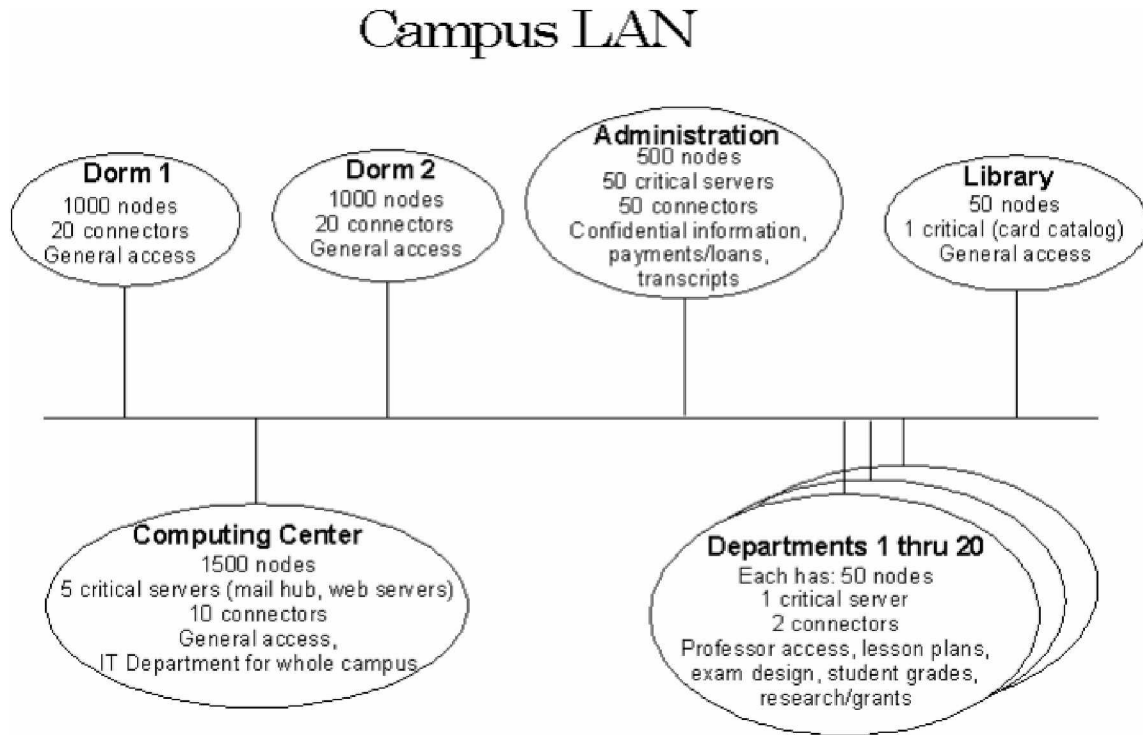 Campus LAN
Dorm 1
1000 nodes
20 connectors
General access
Dorm 2
1000 nodes
20 connectors
General access
Administration
500 nodes
50 critical servers
50 connectors
Confidential information,
payments/loans,
transcripts
Library
50 nodes
1 critical (card catalog)
General access
Computing Center
1500 nodes
5 critical servers (mail hub, web servers)
10 connectors
General access,
IT Department for whole campus
Departments 1 thru 20
Each has: 50 nodes
1 critical server
2 connectors
Professor access, lesson plans,
exam design, student grades,
research/grants